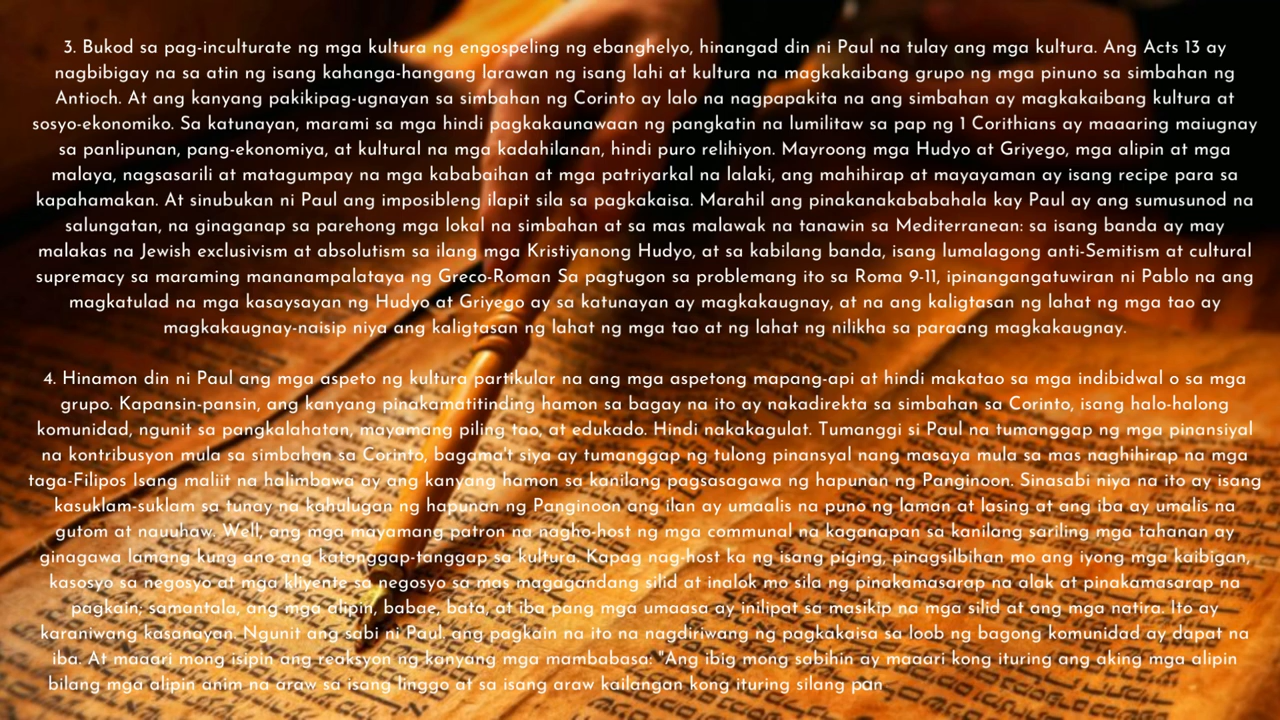 3. Bukod sa pag-inculturate ng mga kultura ng engospeling ng ebanghelyo, hinangad din ni Paul na tulay ang mga kultura. Ang Acts 13 ay
nagbibigay na sa atin ng isang kahanga-hangang larawan ng isang lahi at kultura na magkakaibang grupo ng mga pinuno sa simbahan ng
Antioch. At ang kanyang pakikipag-ugnayan sa simbahan ng Corinto ay lalo na nagpapakita na ang simbahan ay magkakaibang kultura at
sosyo-ekonomiko. Sa katunayan, marami sa mga hindi pagkakaunawaan ng pangkatin na lumilitaw sa pap ng 1 Corithians ay maaaring maiugnay
sa panlipunan, pang-ekonomiya, at kultural na mga kadahilanan, hindi puro relihiyon. Mayroong mga Hudyo at Griyego, mga alipin at mga
malaya, nagsasarili at matagumpay na mga kababaihan at mga patriyarkal na lalaki, ang mahihirap at mayayaman ay isang recipe para sa
kapahamakan. At sinubukan ni Paul ang imposibleng ilapit sila sa pagkakaisa. Marahil ang pinakanakababahala kay Paul ay ang sumusunod na
salungatan, na ginaganap sa parehong mga lokal na simbahan at sa mas malawak na tanawin sa Mediterranean: sa isang banda ay may
malakas na Jewish exclusivism at absolutism sa ilang mga Kristiyanong Hudyo, at sa kabilang banda, isang lumalagong anti-Semitism at cultural
supremacy sa maraming mananampalataya ng Greco-Roman Sa pagtugon sa problemang ito sa Roma 9-11, ipinangangatuwiran ni Pablo na ang
magkatulad na mga kasaysayan ng Hudyo at Griyego ay sa katunayan ay magkakaugnay, at na ang kaligtasan ng lahat ng mga tao ay
magkakaugnay-naisip niya ang kaligtasan ng lahat ng mga tao at ng lahat ng nilikha sa paraang magkakaugnay.
4. Hinamon din ni Paul ang mga aspeto ng kultura partikular na ang mga aspetong mapang-api at hindi makatao sa mga indibidwal o sa mga
grupo. Kapansin-pansin, ang kanyang pinakamatitinding hamon sa bagay na ito ay nakadirekta sa simbahan sa Corinto, isang halo-halong
komunidad, ngunit sa pangkalahatan, mayamang piling tao, at edukado. Hindi nakakagulat. Tumanggi si Paul na tumanggap ng mga pinansiyal
na kontribusyon mula sa simbahan sa Corinto, bagama't siya ay tumanggap ng tulong pinansyal nang masaya mula sa mas naghihirap na mga
taga-Filipos Isang maliit na halimbawa ay ang kanyang hamon sa kanilang pagsasagawa ng hapunan ng Panginoon. Sinasabi niya na ito ay isang
kasuklam-suklam sa tunay na kahulugan ng hapunan ng Panginoon ang ilan ay umaalis na puno ng laman at lasing at ang iba ay umalis na
gutom at nauuhaw. Well, ang mga mayamang patron na nagho-host ng mga communal na kaganapan sa kanilang sariling mga tahanan ay
ginagawa lamang kung ano ang katanggap-tanggap sa kultura. Kapag nag-host ka ng isang piging, pinagsilbihan mo ang iyong mga kaibigan,
kasosyo sa negosyo at mga kliyente sa negosyo sa mas magagandang silid at inalok mo sila ng pinakamasarap na alak at pinakamasarap na
pagkain; samantala, ang mga alipin, babae, bata, at iba pang mga umaasa ay inilipat sa masikip na mga silid at ang mga natira. Ito ay
karaniwang kasanayan. Ngunit ang sabi ni Paul, ang pagkain na ito na nagdiriwang ng pagkakaisa sa loob ng bagong komunidad ay dapat na
iba. At maaari mong isipin ang reaksyon ng kanyang mga mambabasa: "Ang ibig mong sabihin ay maaari kong ituring ang aking mga alipin
bilang mga alipin anim na araw sa isang linggo at sa isang araw kailangan kong ituring silang pan